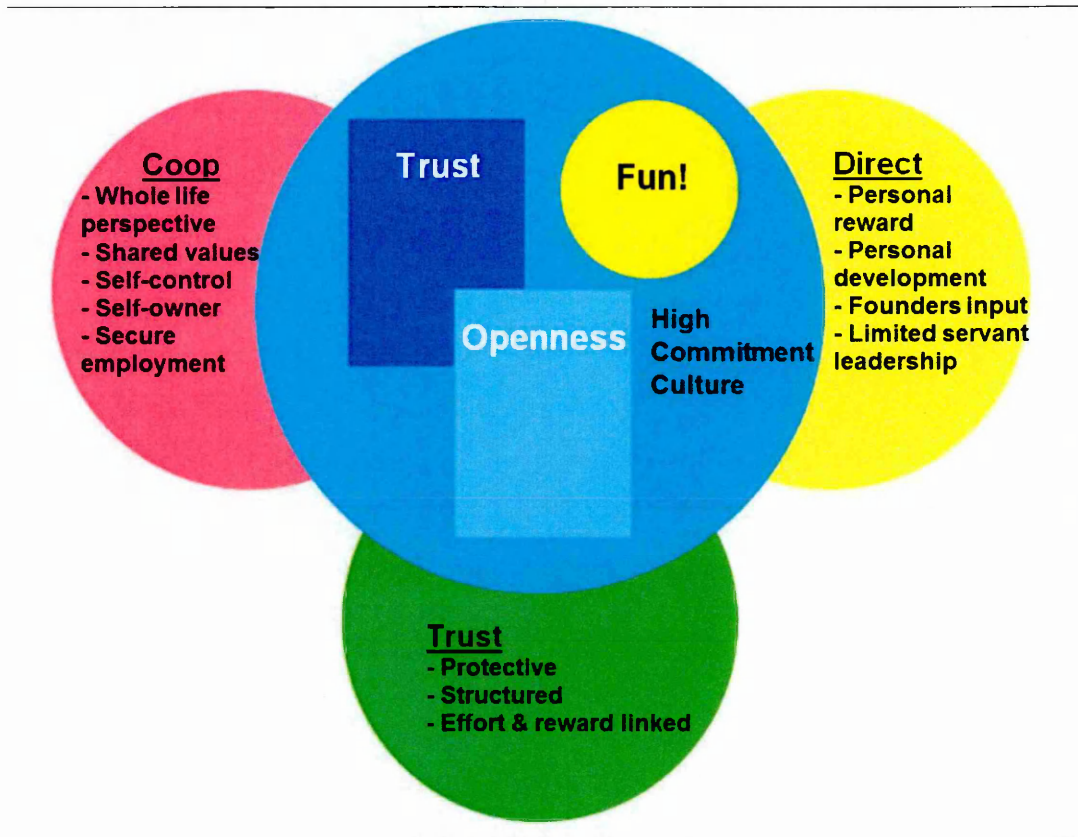 Coop
- Whole life
perspective
- Shared values
- Self-control
- Self-owner
- Secure
employment
Trust
Fun!
Openness
High
Commitment
Culture
Direct
- Personal
reward
- Personal
development
- Founders input
- Limited servant
leadership
Trust
- Protective
- Structured
- Effort & reward linked